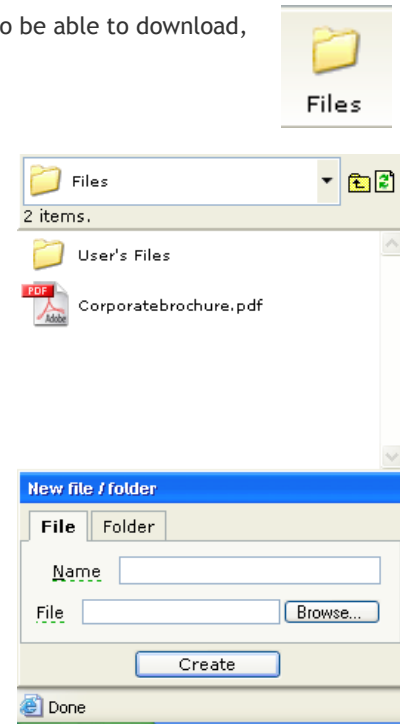 o be able to download,
Files
Files
2 items.
User's Files
PDF
Adobe
Corporatebrochure.pdf
New file / folder
File Folder
Name
File Browse...
Create
Done